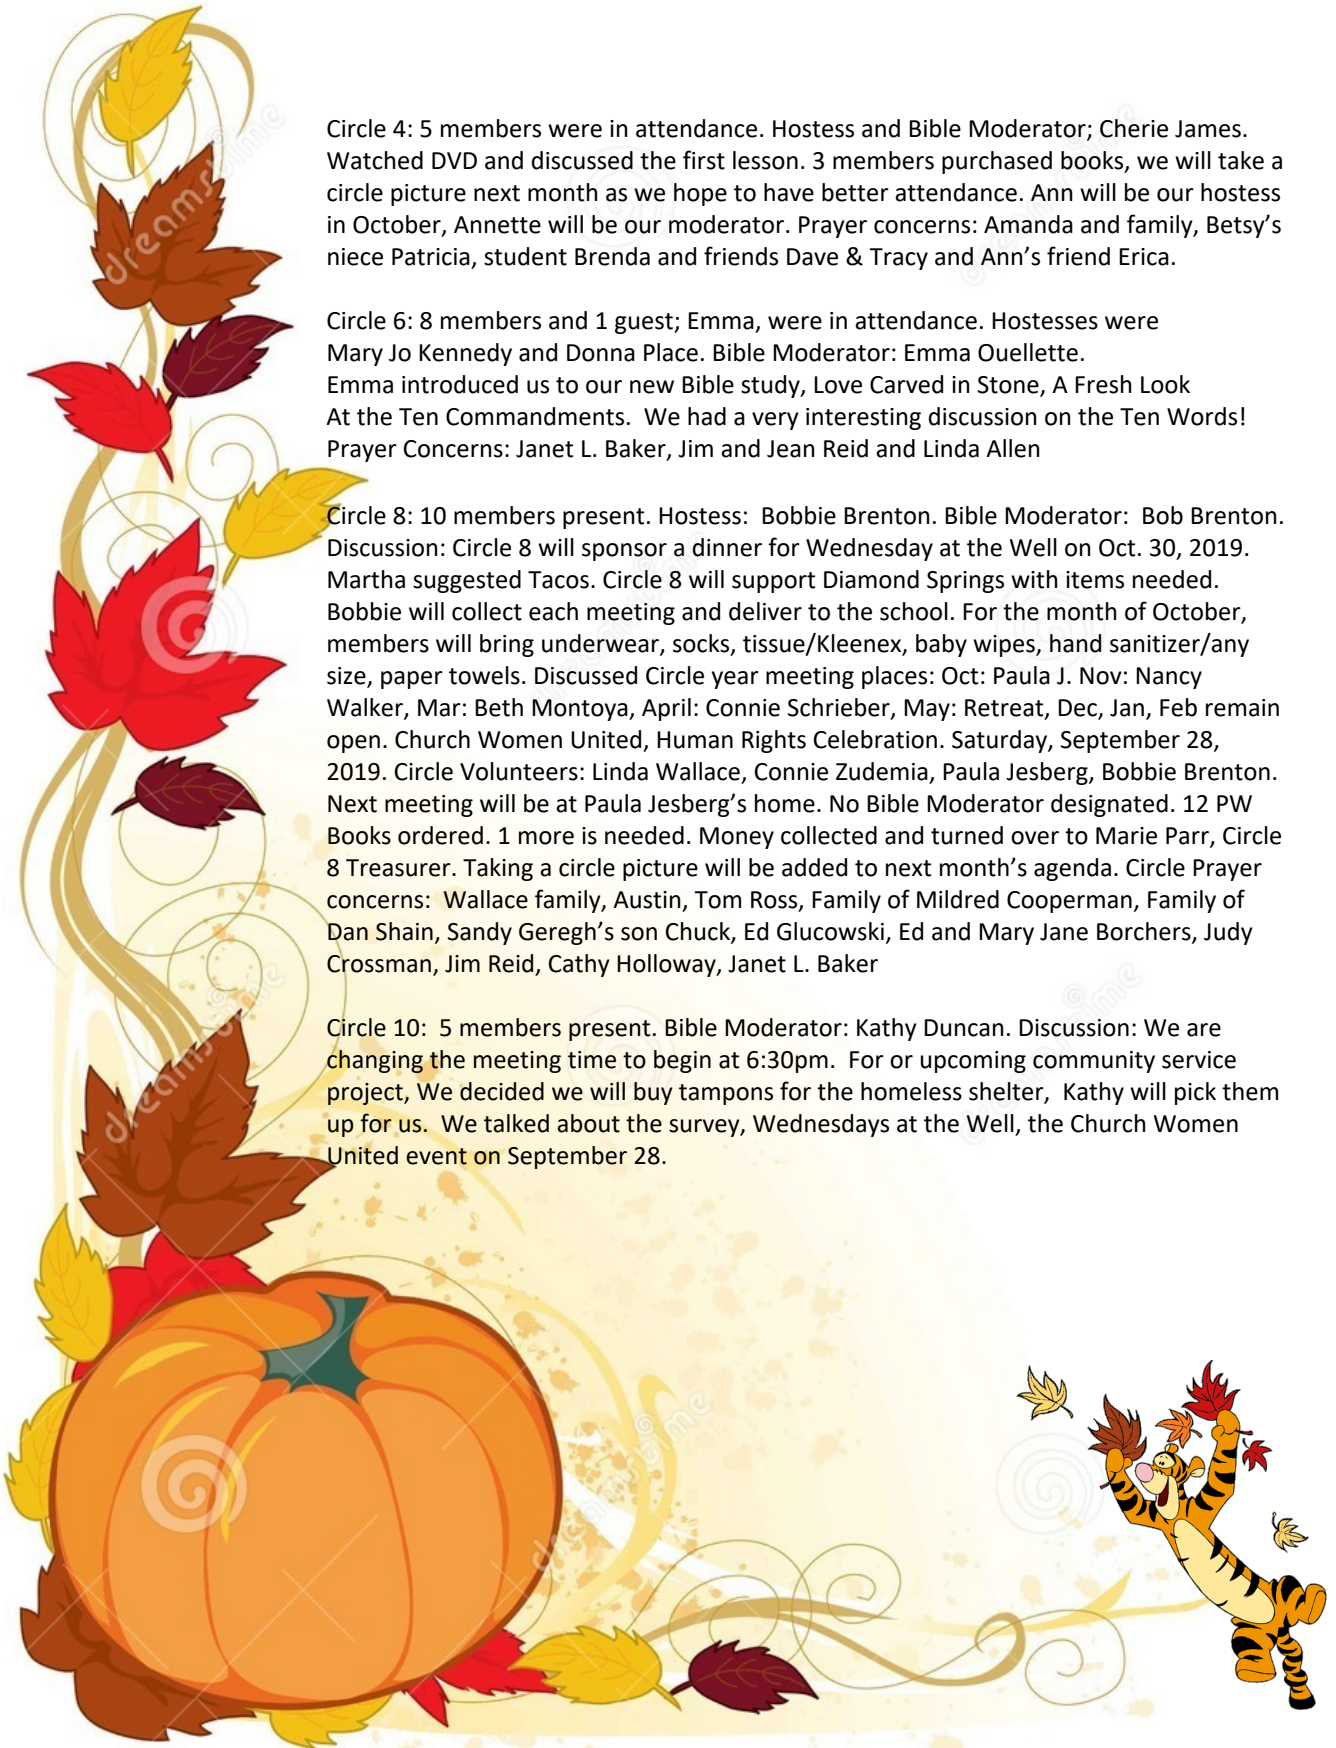 Circle 4: 5 members were in attendance. Hostess and Bible Moderator; Cherie James.
Watched DVD and discussed the first lesson. 3 members purchased books, we will take a
circle picture next month as we hope to have better attendance. Ann will be our hostess
in October, Annette will be our moderator. Prayer concerns: Amanda and family, Betsy’s
niece Patricia, student Brenda and friends Dave & Tracy and Ann’s friend Erica.
Circle 6: 8 members and 1 guest; Emma, were in attendance. Hostesses were
Mary Jo Kennedy and Donna Place. Bible Moderator: Emma Ouellette.
Emma introduced us to our new Bible study, Love Carved in Stone, A Fresh Look
At the Ten Commandments. We had a very interesting discussion on the Ten Words!
Prayer Concerns: Janet L. Baker, Jim and Jean Reid and Linda Allen
Circle 8: 10 members present. Hostess: Bobbie Brenton. Bible Moderator: Bob Brenton.
Discussion: Circle 8 will sponsor a dinner for Wednesday at the Well on Oct. 30, 2019.
Martha suggested Tacos. Circle 8 will support Diamond Springs with items needed.
Bobbie will collect each meeting and deliver to the school. For the month of October,
members will bring underwear, socks, tissue/Kleenex, baby wipes, hand sanitizer/any
size, paper towels. Discussed Circle year meeting places: Oct: Paula J. Nov: Nancy
Walker, Mar: Beth Montoya, April: Connie Schrieber, May: Retreat, Dec, Jan, Feb remain
open. Church Women United, Human Rights Celebration. Saturday, September 28,
2019. Circle Volunteers: Linda Wallace, Connie Zudemia, Paula Jesberg, Bobbie Brenton.
Next meeting will be at Paula Jesberg’s home. No Bible Moderator designated. 12 PW
Books ordered. 1 more is needed. Money collected and turned over to Marie Parr, Circle
8 Treasurer. Taking a circle picture will be added to next month’s agenda. Circle Prayer
concerns: Wallace family, Austin, Tom Ross, Family of Mildred Cooperman, Family of
Dan Shain, Sandy Geregh’s son Chuck, Ed Glucowski, Ed and Mary Jane Borchers, Judy
Crossman, Jim Reid, Cathy Holloway, Janet L. Baker
Circle 10: 5 members present. Bible Moderator: Kathy Duncan. Discussion: We are
changing the meeting time to begin at 6:30pm. For or upcoming community service
project, We decided we will buy tampons for the homeless shelter, Kathy will pick them
up for us. We talked about the survey, Wednesdays at the Well, the Church Women
United event on September 28.
dreamstime
dreamstime
dreamstime
dreamstime